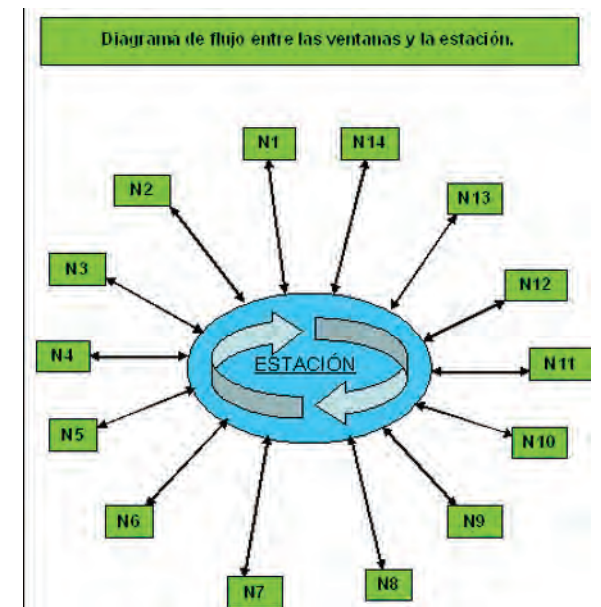 Diagrama de flujo entre las ventanas y la estación.
N1
N14
N2
N13
N3
N12
N4
ESTACIÓN
N11
N5
N10
N6
N9
N7
N8